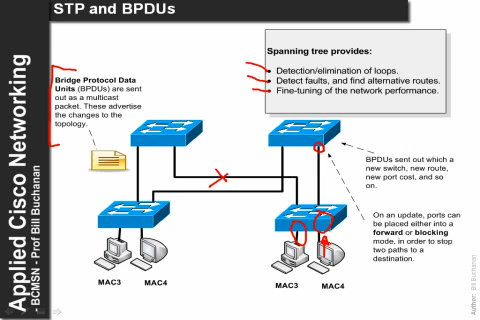 STP and BPDUs
Applied Cisco Networking
- BCMSN - Prof Bill Buchanan
Spanning tree provides:
• Detection/elimination of loops.
• Detect faults, and find alternative routes.
• Fine-tuning of the network performance.
Bridge Protocol Data
Units (BPDUs) are sent
out as a multicast
packet. These advertise
the changes to the
topology.
BPDUs sent out which a
new switch, new route,
new port cost, and so
on.
On an update, ports can
be placed either into a
forward or blocking
mode, in order to stop
two paths to a
destination.
MAC3
MAC4
MAC3
MAC4
Author: Bill Buchanan